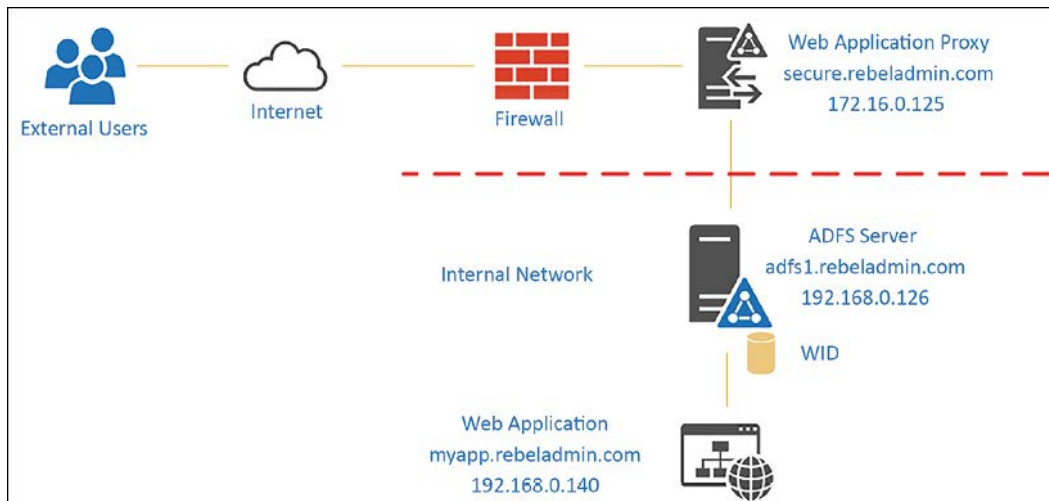 External Users
Internet
Firewall
Web Application Proxy
secure.rebeladmin.com
172.16.0.125
Internal Network
ADFS Server
adfs1.rebeladmin.com
192.168.0.126
WID
Web Application
myapp.rebeladmin.com
192.168.0.140